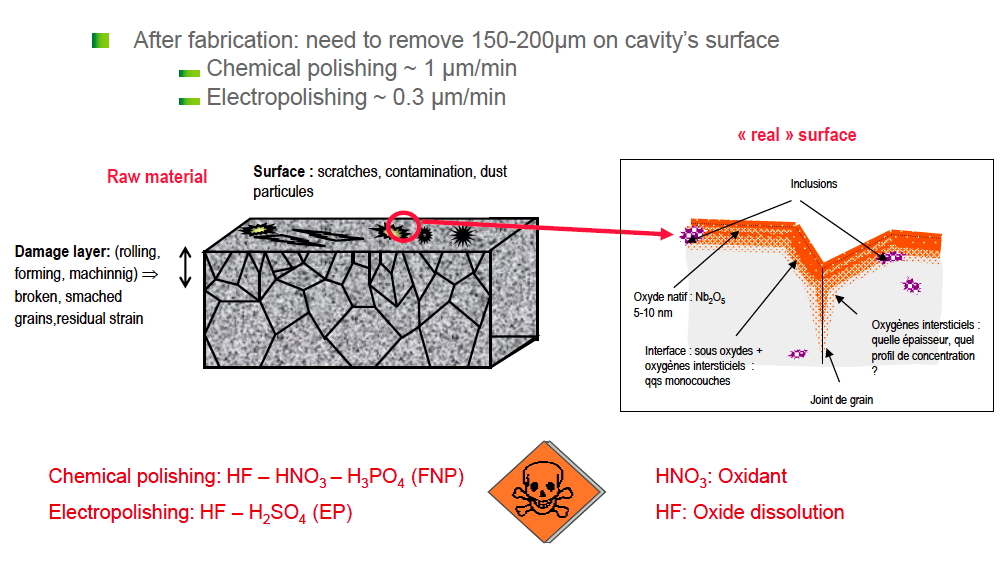 After fabrication: need to remove 150-200µm on cavity's surface
Chemical polishing ~ 1 µm/min
Electropolishing ~ 0.3 µm/min
« real » surface
Raw material
Surface : scratches, contamination, dust
particules
Damage layer: (rolling,
forming, machinnig) ⇒
broken, smached
grains,residual strain
Inclusions
Oxyde natif : Nb₂O₅
5-10 nm
Interface : sous oxydes +
oxygènes intersticiels :
qqs monocouches
Oxygènes intersticiels :
quelle épaisseur, quel
profil de concentration
?
Joint de grain
Chemical polishing: HF – HNO₃ – H₃PO₄ (FNP)
Electropolishing: HF – H₂SO₄ (EP)
HNO₃: Oxidant
HF: Oxide dissolution